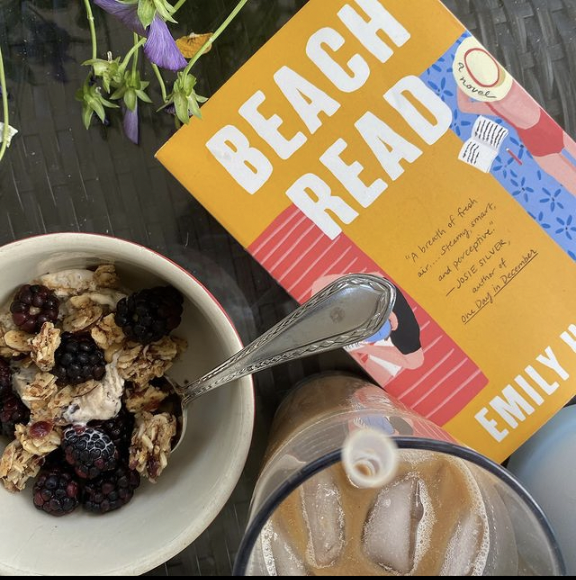 BEACH
READ
a novel
"A breath of fresh
air.... Steamy, smart,
and perceptive."
—JOSIE SILVER,
author of
One Day in December
EMILY